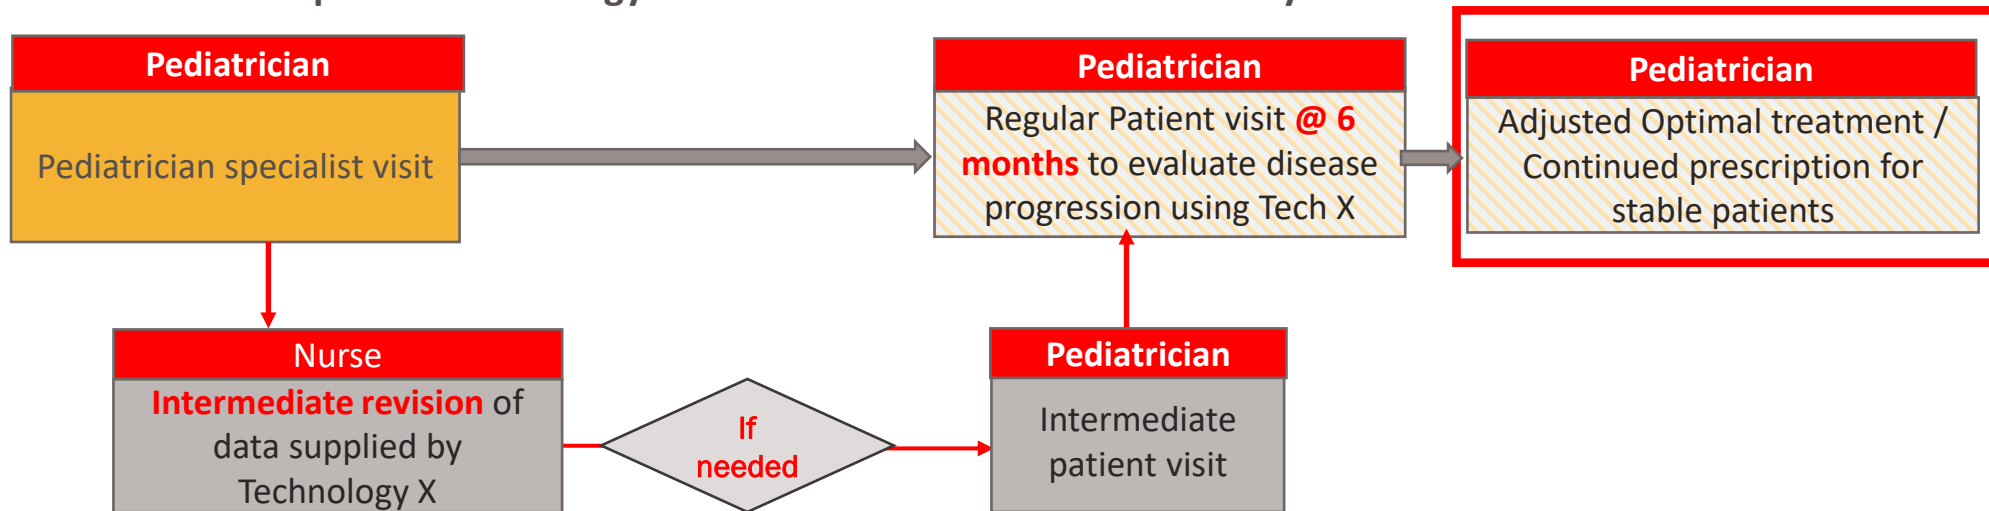 Pediatrician
Pediatrician specialist visit
Pediatrician
Regular Patient visit @ 6
months to evaluate disease
progression using Tech X
Pediatrician
Adjusted Optimal treatment /
Continued prescription for
stable patients
Nurse
Intermediate revision of
data supplied by
Technology X
If
needed
Pediatrician
Intermediate
patient visit